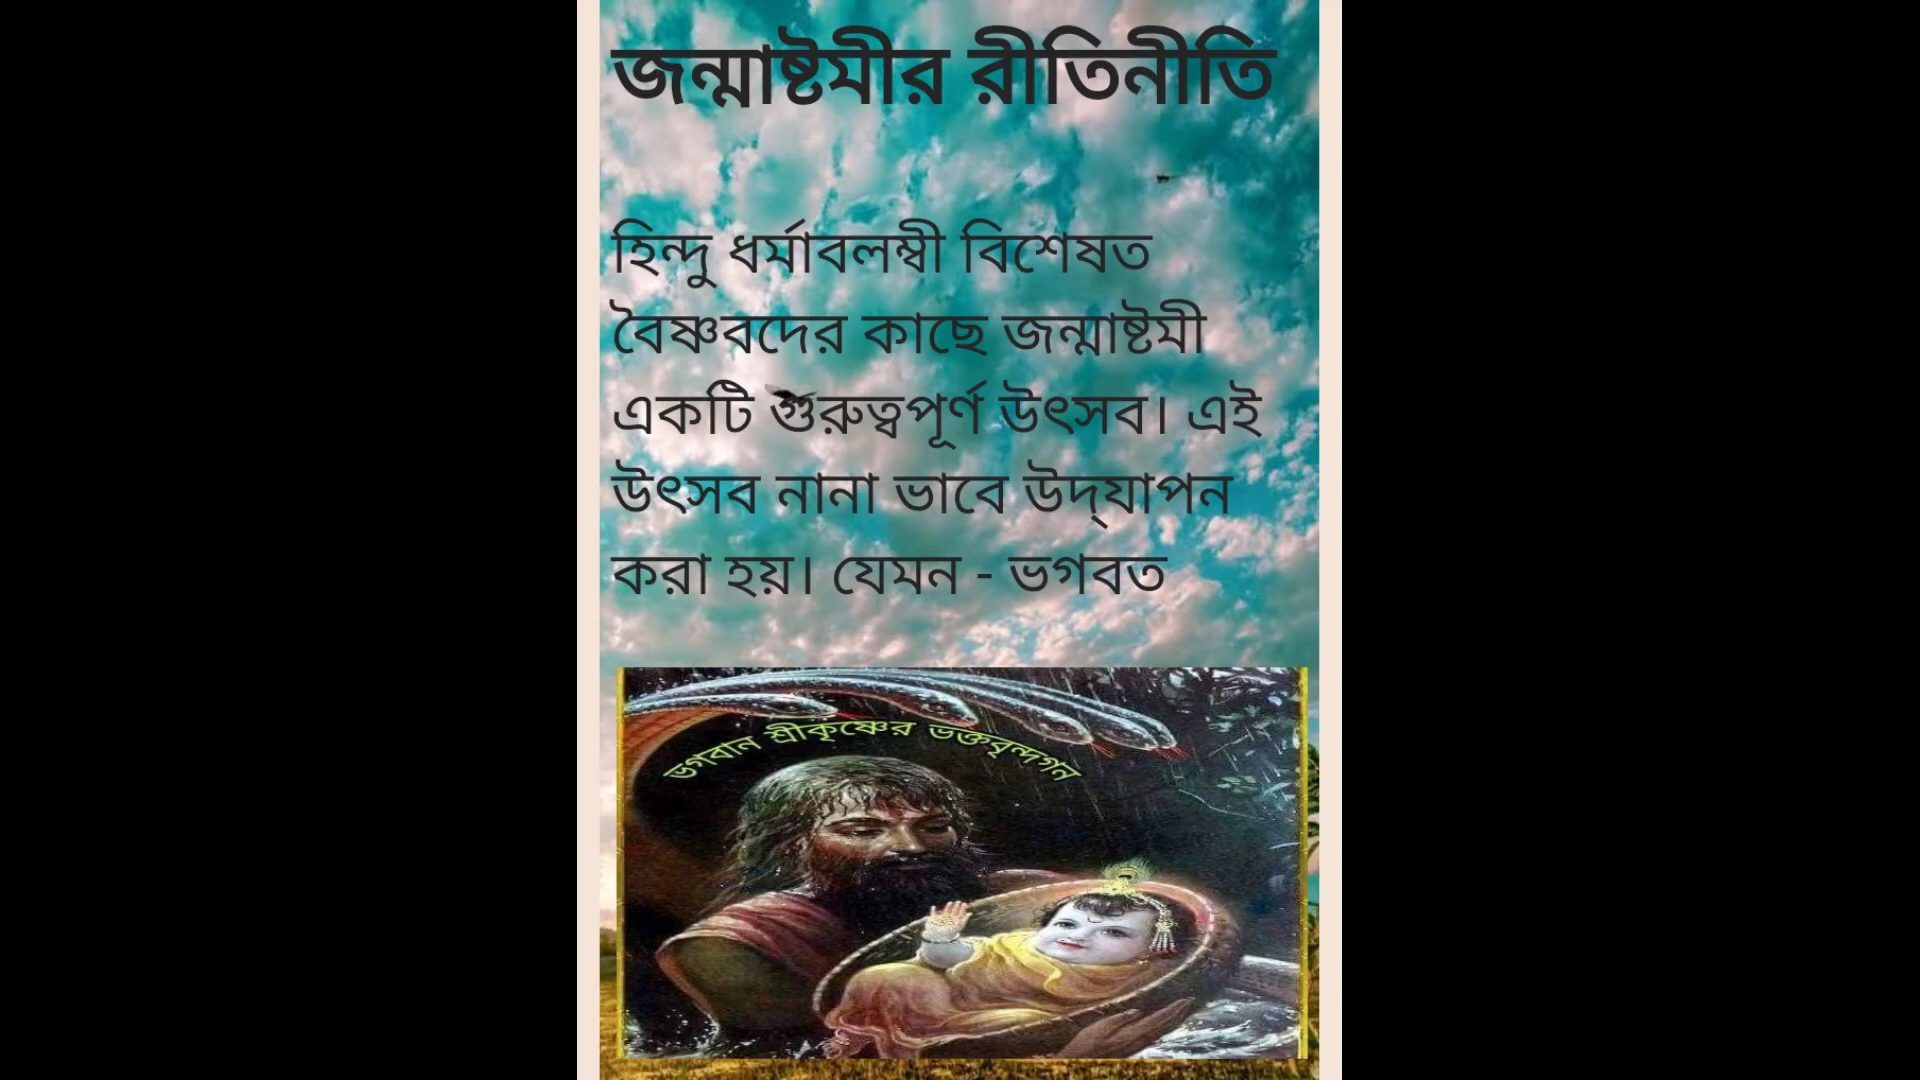 জন্মাষ্টমীর রীতিনীতি
হিন্দু ধর্মাবলম্বী বিশেষত
বৈষ্ণবদের কাছে জন্মাষ্টমী
একটি গুরুত্বপূর্ণ উৎসব। এই
উৎসব নানা ভাবে উদ্‌যাপন
করা হয়। যেমন - ভগবত
ভগবান শ্রীকৃষ্ণের ভক্তবৃন্দগন